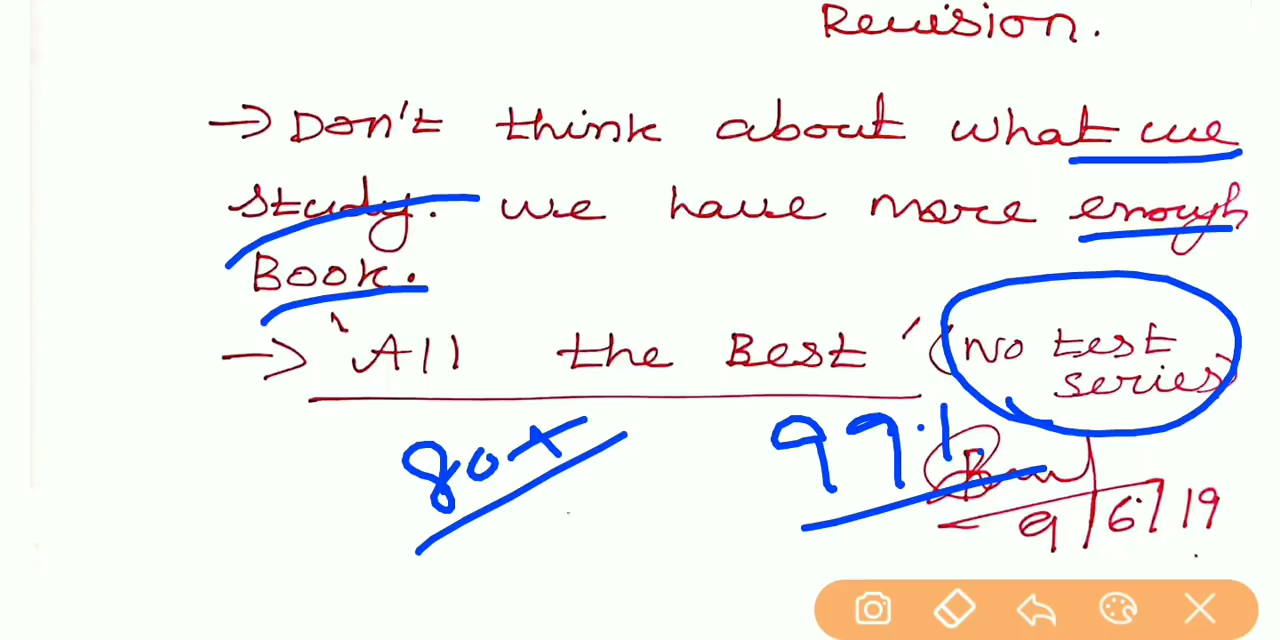 Revision.
→ Don't think about what we
study. we have more enough
Book.
→ "All the Best" (No test
series)
80+ 99.1
9/6/19